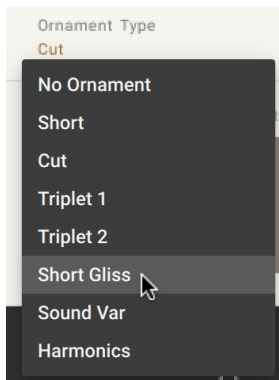 Ornament Type
Cut
No Ornament
Short
Cut
Triplet 1
Triplet 2
Short Gliss
Sound Var
Harmonics